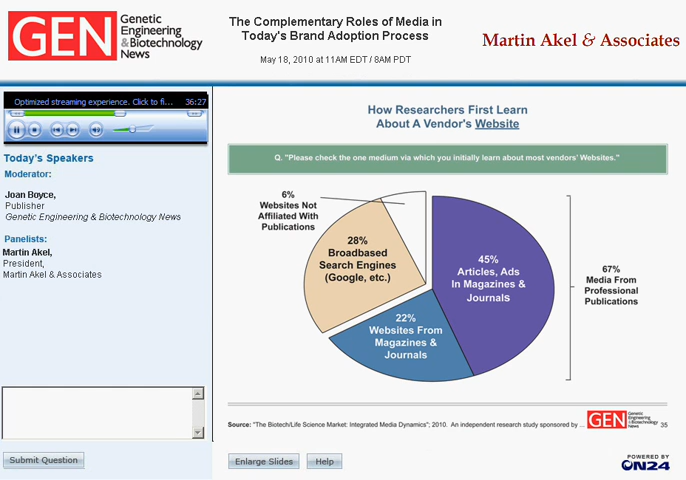 GEN
Genetic
Engineering
& Biotechnology
News
The Complementary Roles of Media in
Today's Brand Adoption Process
May 18, 2010 at 11AM EDT / 8AM PDT
Martin Akel & Associates
Optimized streaming experience. Click to fi... 36:27
Today's Speakers
Moderator:
Joan Boyce,
Publisher
Genetic Engineering & Biotechnology News
Panelists:
Martin Akel,
President,
Martin Akel & Associates
Submit Question
How Researchers First Learn
About A Vendor's Website
Q. "Please check the one medium via which you initially learn about most vendors' Websites."
6%
Websites Not
Affiliated With
Publications
28%
Broadbased
Search Engines
(Google, etc.)
45%
Articles, Ads
In Magazines &
Journals
22%
Websites From
Magazines &
Journals
67%
Media From
Professional
Publications
Source: "The Biotech/Life Science Market: Integrated Media Dynamics"; 2010. An independent research study sponsored by ...
GEN
Genetic
Engineering
& Biotechnology
News
35
Enlarge Slides
Help
POWERED BY
ON24